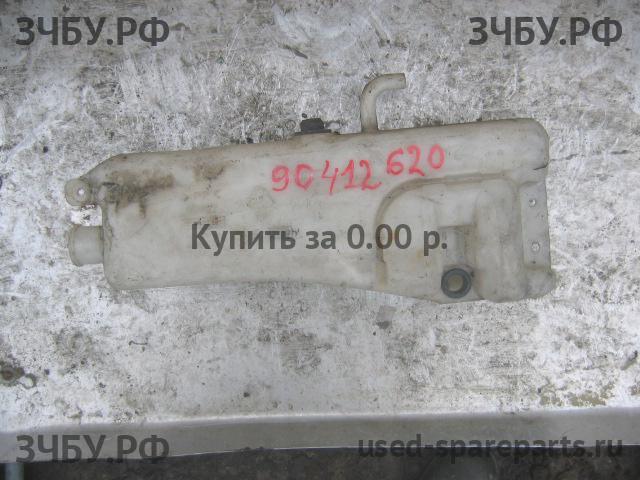 ЗЧБУ.РФ ЗЧБУ.РФ
90412620
Купить за 0.00 р.
ЗЧБУ.РФ used-spareparts.ru